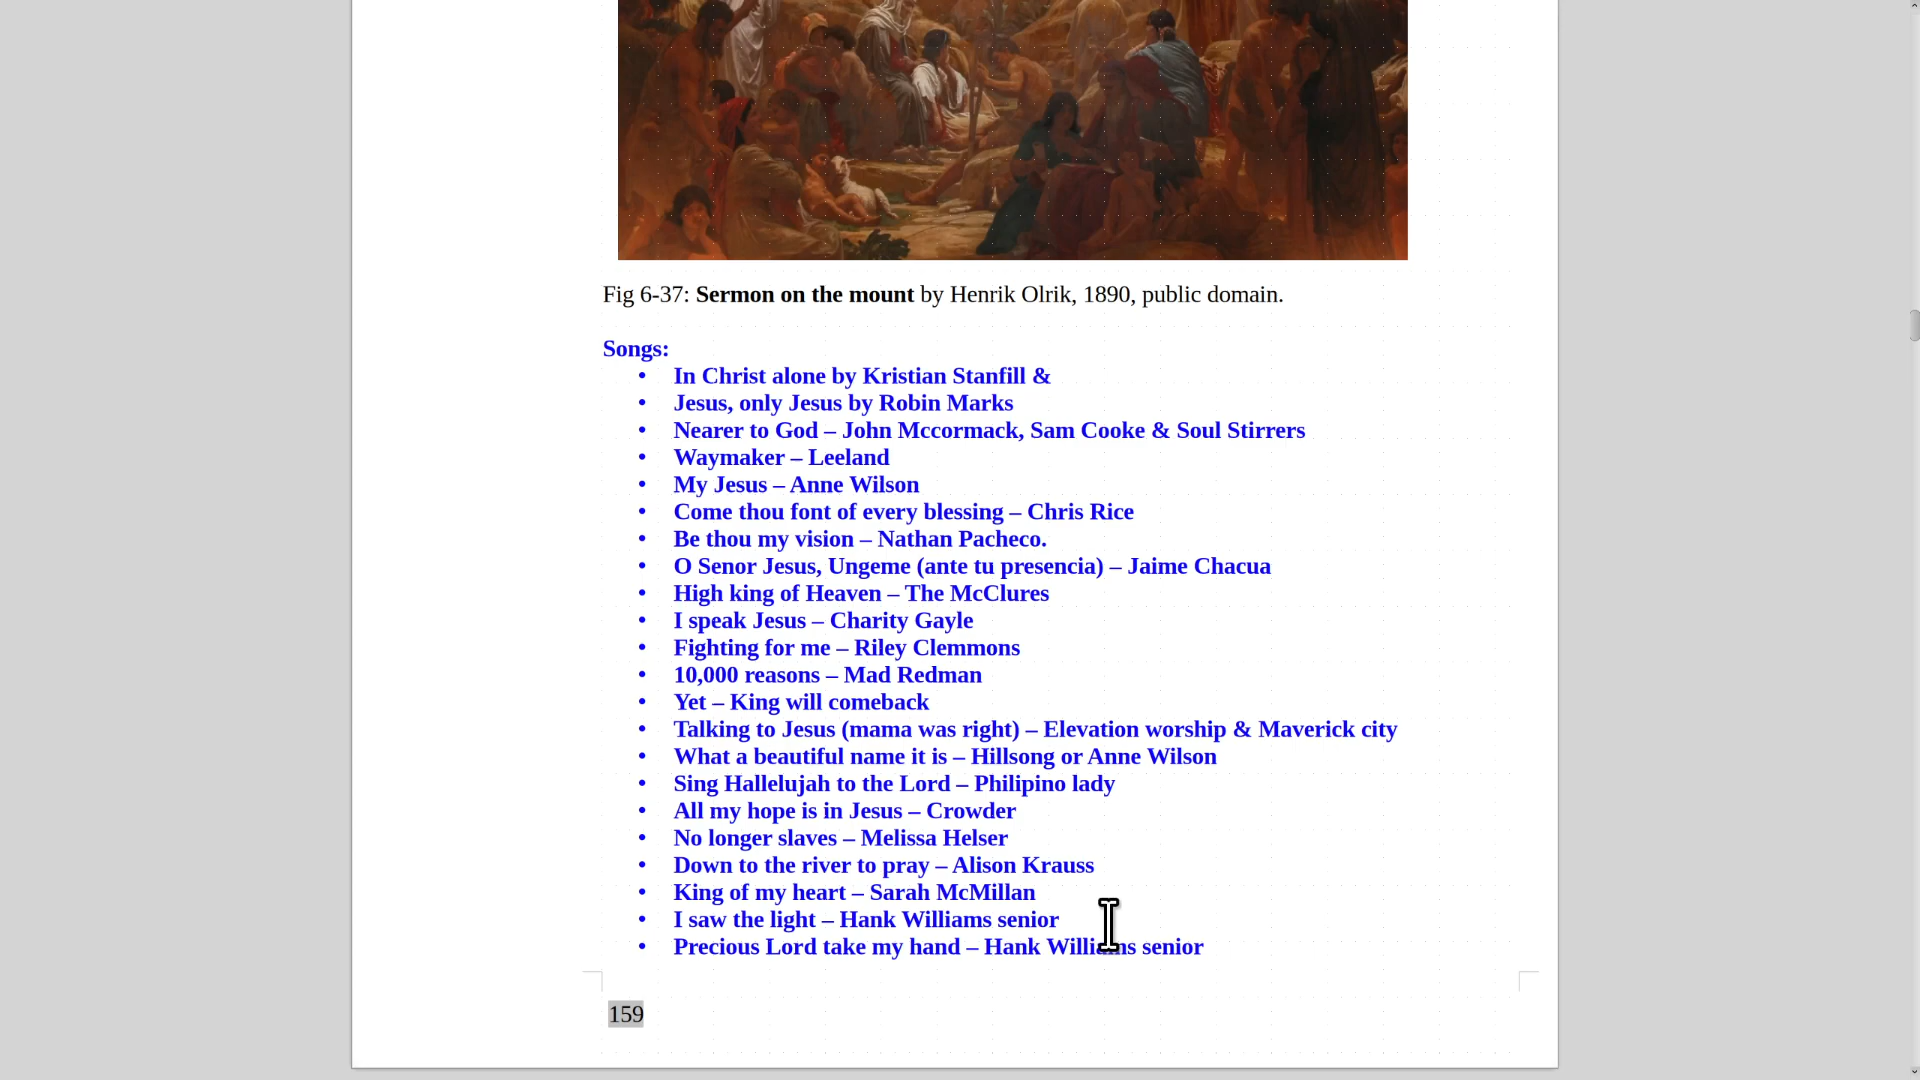 Fig 6-37: Sermon on the mount by Henrik Olrik, 1890, public domain.
Songs:
• In Christ alone by Kristian Stanfill &
• Jesus, only Jesus by Robin Marks
• Nearer to God – John Mccormack, Sam Cooke & Soul Stirrers
• Waymaker – Leeland
• My Jesus – Anne Wilson
• Come thou font of every blessing – Chris Rice
• Be thou my vision – Nathan Pacheco.
• O Senor Jesus, Ungeme (ante tu presencia) – Jaime Chacua
• High king of Heaven – The McClures
• I speak Jesus – Charity Gayle
• Fighting for me – Riley Clemmons
• 10,000 reasons – Mad Redman
• Yet – King will comeback
• Talking to Jesus (mama was right) – Elevation worship & Maverick city
• What a beautiful name it is – Hillsong or Anne Wilson
• Sing Hallelujah to the Lord – Philipino lady
• All my hope is in Jesus – Crowder
• No longer slaves – Melissa Helser
• Down to the river to pray – Alison Krauss
• King of my heart – Sarah McMillan
• I saw the light – Hank Williams senior
• Precious Lord take my hand – Hank Williams senior
159